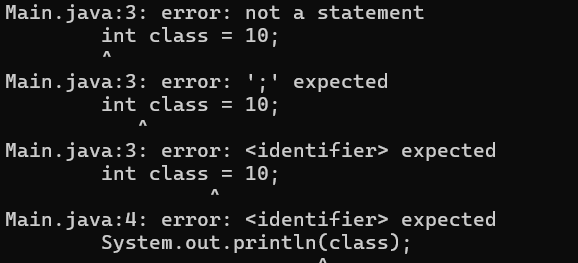 Main.java:3: error: not a statement
        int class = 10;
        ^
Main.java:3: error: ';' expected
        int class = 10;
           ^
Main.java:3: error: <identifier> expected
        int class = 10;
                 ^
Main.java:4: error: <identifier> expected
        System.out.println(class);
                          ^